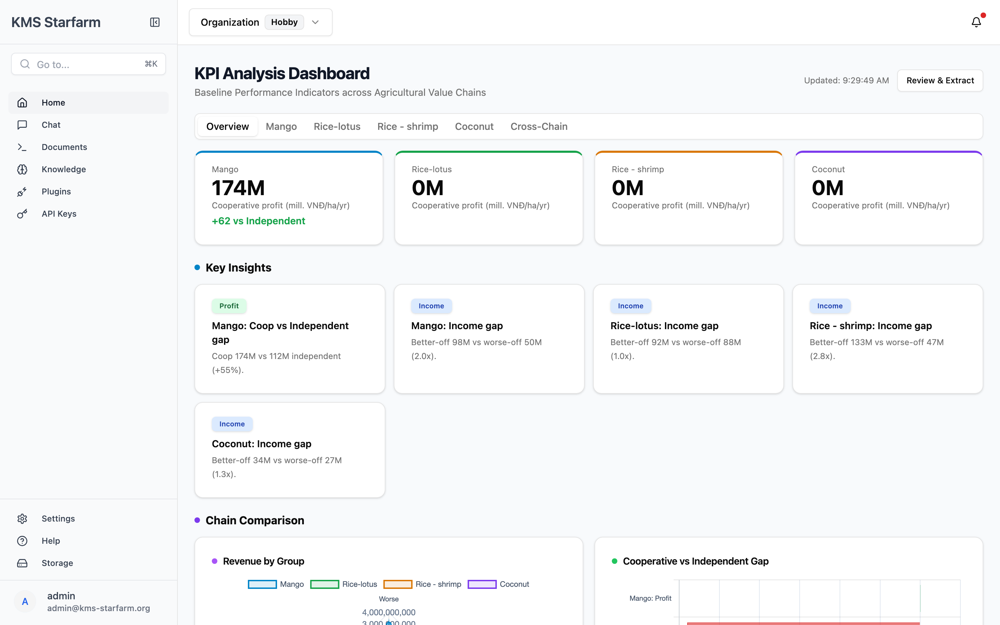 KMS Starfarm
Organization Hobby
Go to... ⌘K
Home
Chat
Documents
Knowledge
Plugins
API Keys
Settings
Help
Storage
A
admin
admin@kms-starfarm.org
KPI Analysis Dashboard
Baseline Performance Indicators across Agricultural Value Chains
Updated: 9:29:49 AM
Review & Extract
Overview Mango Rice-lotus Rice - shrimp Coconut Cross-Chain
Mango
174M
Cooperative profit (mill. VNĐ/ha/yr)
+62 vs Independent
Rice-lotus
0M
Cooperative profit (mill. VNĐ/ha/yr)
Rice - shrimp
0M
Cooperative profit (mill. VNĐ/ha/yr)
Coconut
0M
Cooperative profit (mill. VNĐ/ha/yr)
Key Insights
Profit
Mango: Coop vs Independent
gap
Coop 174M vs 112M independent
(+55%).
Income
Mango: Income gap
Better-off 98M vs worse-off 50M
(2.0x).
Income
Rice-lotus: Income gap
Better-off 92M vs worse-off 88M
(1.0x).
Income
Rice - shrimp: Income gap
Better-off 133M vs worse-off 47M
(2.8x).
Income
Coconut: Income gap
Better-off 34M vs worse-off 27M
(1.3x).
Chain Comparison
Revenue by Group
Mango Rice-lotus Rice - shrimp Coconut
Worse
4,000,000,000
3,000,000,000
Cooperative vs Independent Gap
Mango: Profit